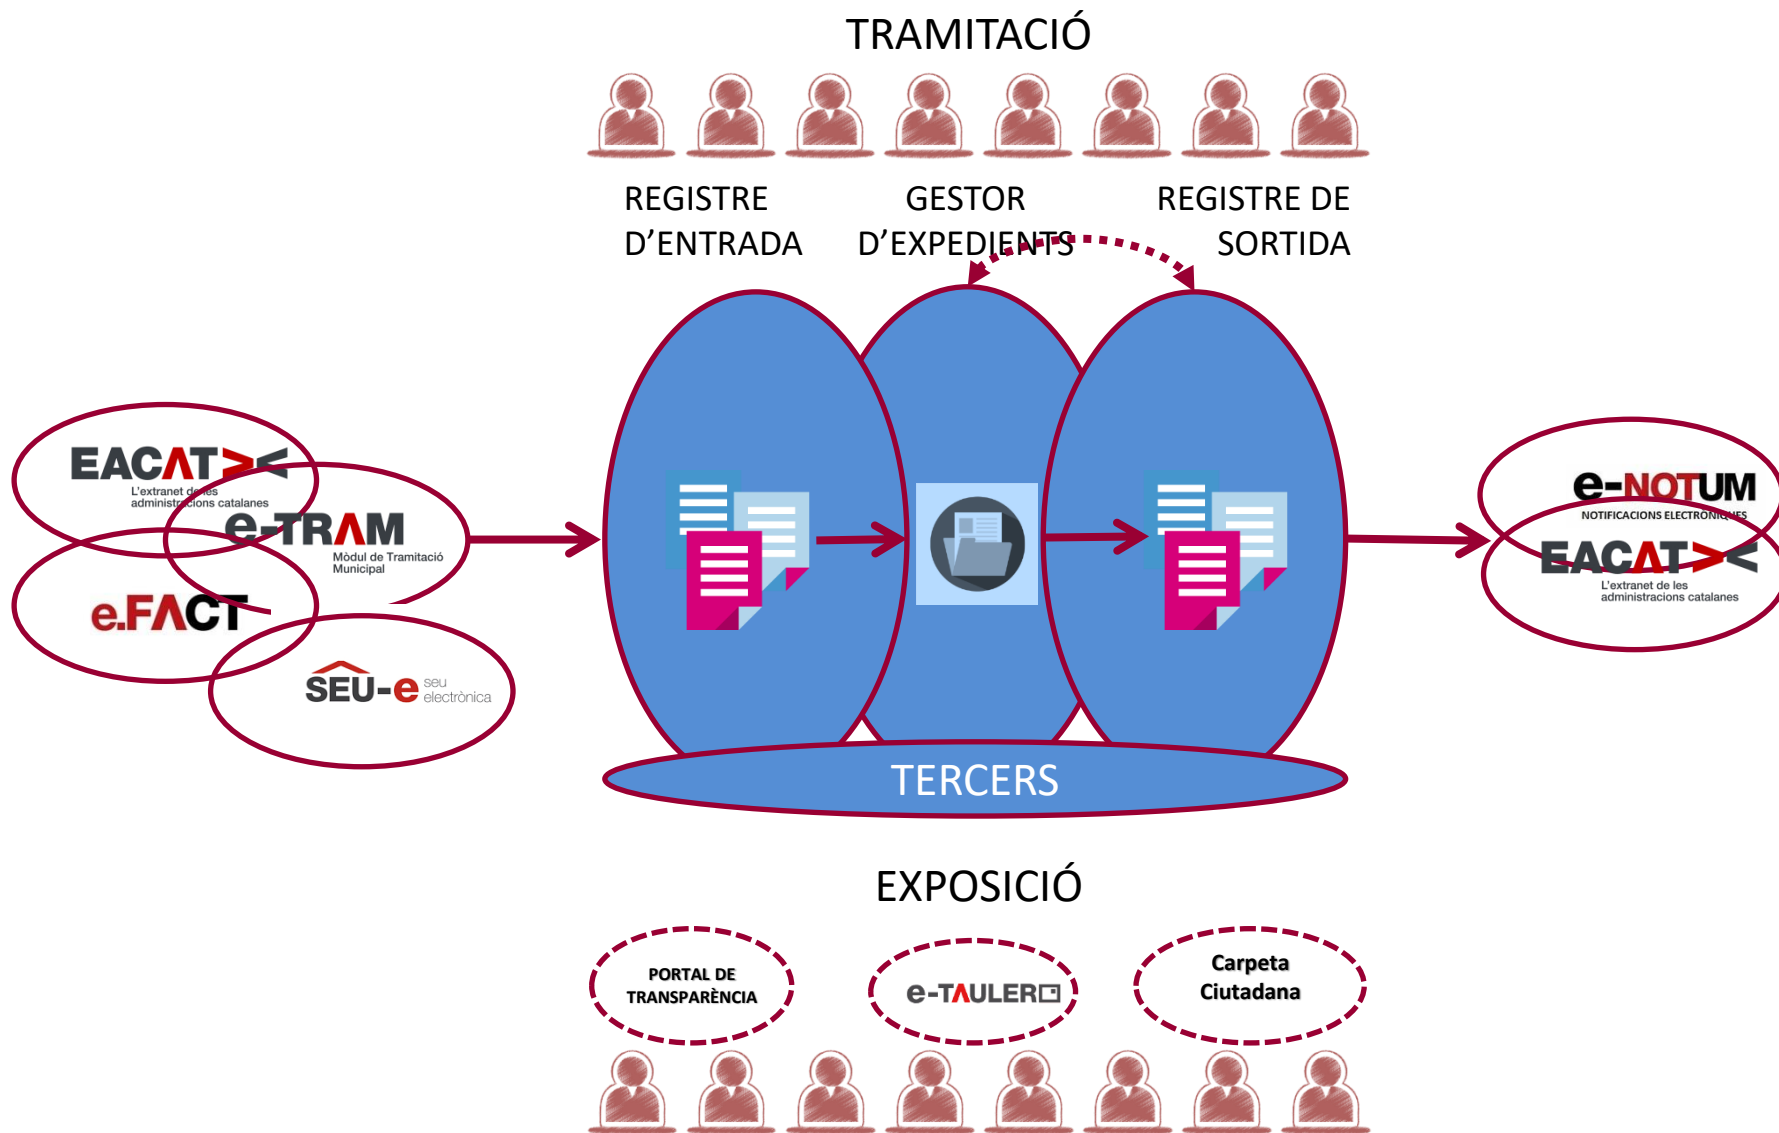 TRAMITACIÓ
REGISTRE
D’ENTRADA
GESTOR
D’EXPEDIENTS
REGISTRE DE
SORTIDA
EACAT
L'extranet de les
administracions catalanes
e-TRAM
Mòdul de Tramitació
Municipal
e.FACT
SEU-e seu
electrònica
e-NOTUM
NOTIFICACIONS ELECTRÒNIQUES
EACAT
L'extranet de les
administracions catalanes
TERCERS
EXPOSICIÓ
PORTAL DE
TRANSPARÈNCIA
e-TAULER
Carpeta
Ciutadana